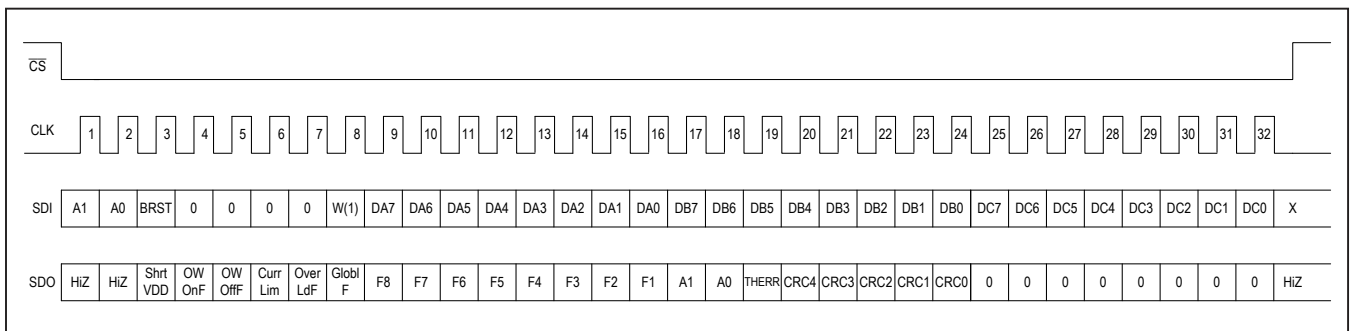 CS
CLK 1 2 3 4 5 6 7 8 9 10 11 12 13 14 15 16 17 18 19 20 21 22 23 24 25 26 27 28 29 30 31 32
SDI A1 A0 BRST 0 0 0 0 W(1) DA7 DA6 DA5 DA4 DA3 DA2 DA1 DA0 DB7 DB6 DB5 DB4 DB3 DB2 DB1 DB0 DC7 DC6 DC5 DC4 DC3 DC2 DC1 DC0 X
Shrt OW OW Curr Over Globl
SDO HiZ HiZ VDD OnF OffF Lim LdF F F8 F7 F6 F5 F4 F3 F2 F1 A1 A0 THERR CRC4 CRC3 CRC2 CRC1 CRC0 0 0 0 0 0 0 0 0 HiZ